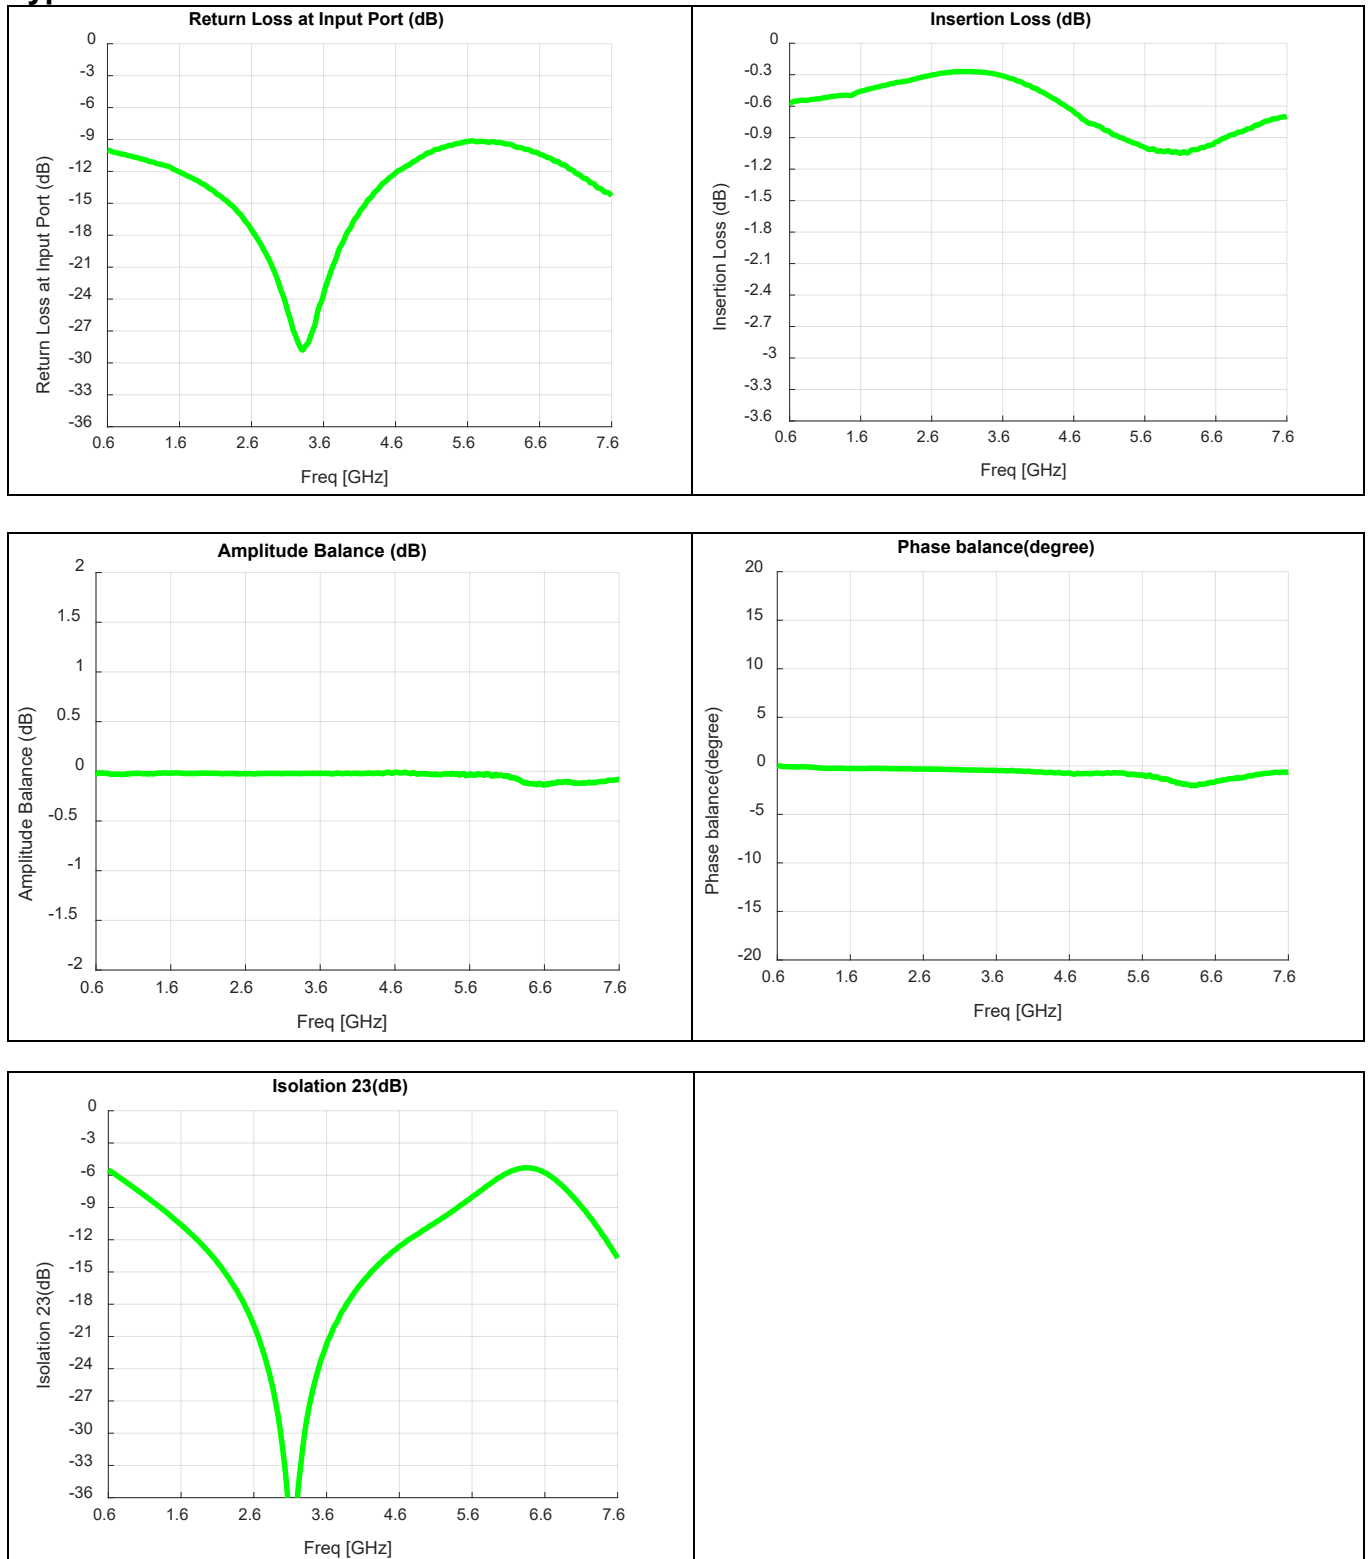 Return Loss at Input Port (dB)
0
-3
-6
-9
-12
-15
-18
-21
-24
-27
-30
-33
-36
Return Loss at Input Port (dB)
0.6 1.6 2.6 3.6 4.6 5.6 6.6 7.6
Freq [GHz]
Insertion Loss (dB)
0
-0.3
-0.6
-0.9
-1.2
-1.5
-1.8
-2.1
-2.4
-2.7
-3
-3.3
-3.6
Insertion Loss (dB)
0.6 1.6 2.6 3.6 4.6 5.6 6.6 7.6
Freq [GHz]
Amplitude Balance (dB)
2
1.5
1
0.5
0
-0.5
-1
-1.5
-2
Amplitude Balance (dB)
0.6 1.6 2.6 3.6 4.6 5.6 6.6 7.6
Freq [GHz]
Phase balance(degree)
20
15
10
5
0
-5
-10
-15
-20
Phase balance(degree)
0.6 1.6 2.6 3.6 4.6 5.6 6.6 7.6
Freq [GHz]
Isolation 23(dB)
0
-3
-6
-9
-12
-15
-18
-21
-24
-27
-30
-33
-36
Isolation 23(dB)
0.6 1.6 2.6 3.6 4.6 5.6 6.6 7.6
Freq [GHz]